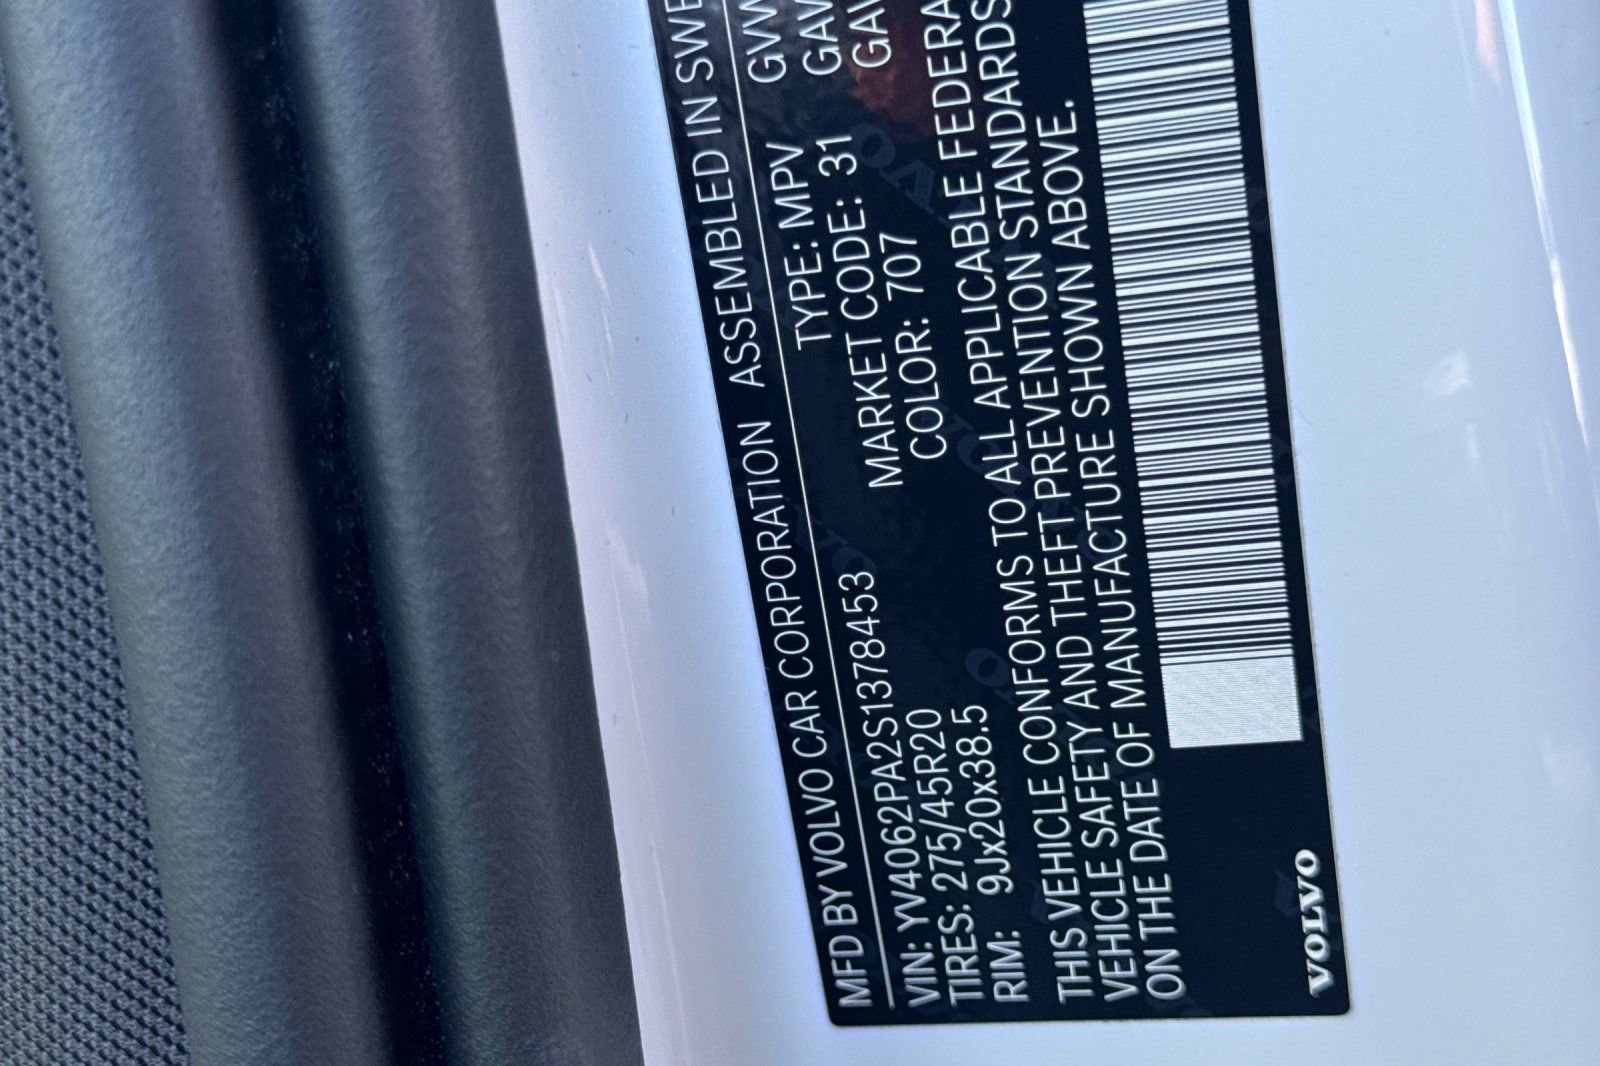 MFD BY VOLVO CAR CORPORATION ASSEMBLED IN SWE
VIN: YV4062PA2S1378453 TYPE: MPV GVW
TIRES: 275/45R20 MARKET CODE: 31 GAW
RIM: 9Jx20x38.5 COLOR: 707 GAW
THIS VEHICLE CONFORMS TO ALL APPLICABLE FEDERA
VEHICLE SAFETY AND THEFT PREVENTION STANDARDS
ON THE DATE OF MANUFACTURE SHOWN ABOVE.
VOLVO